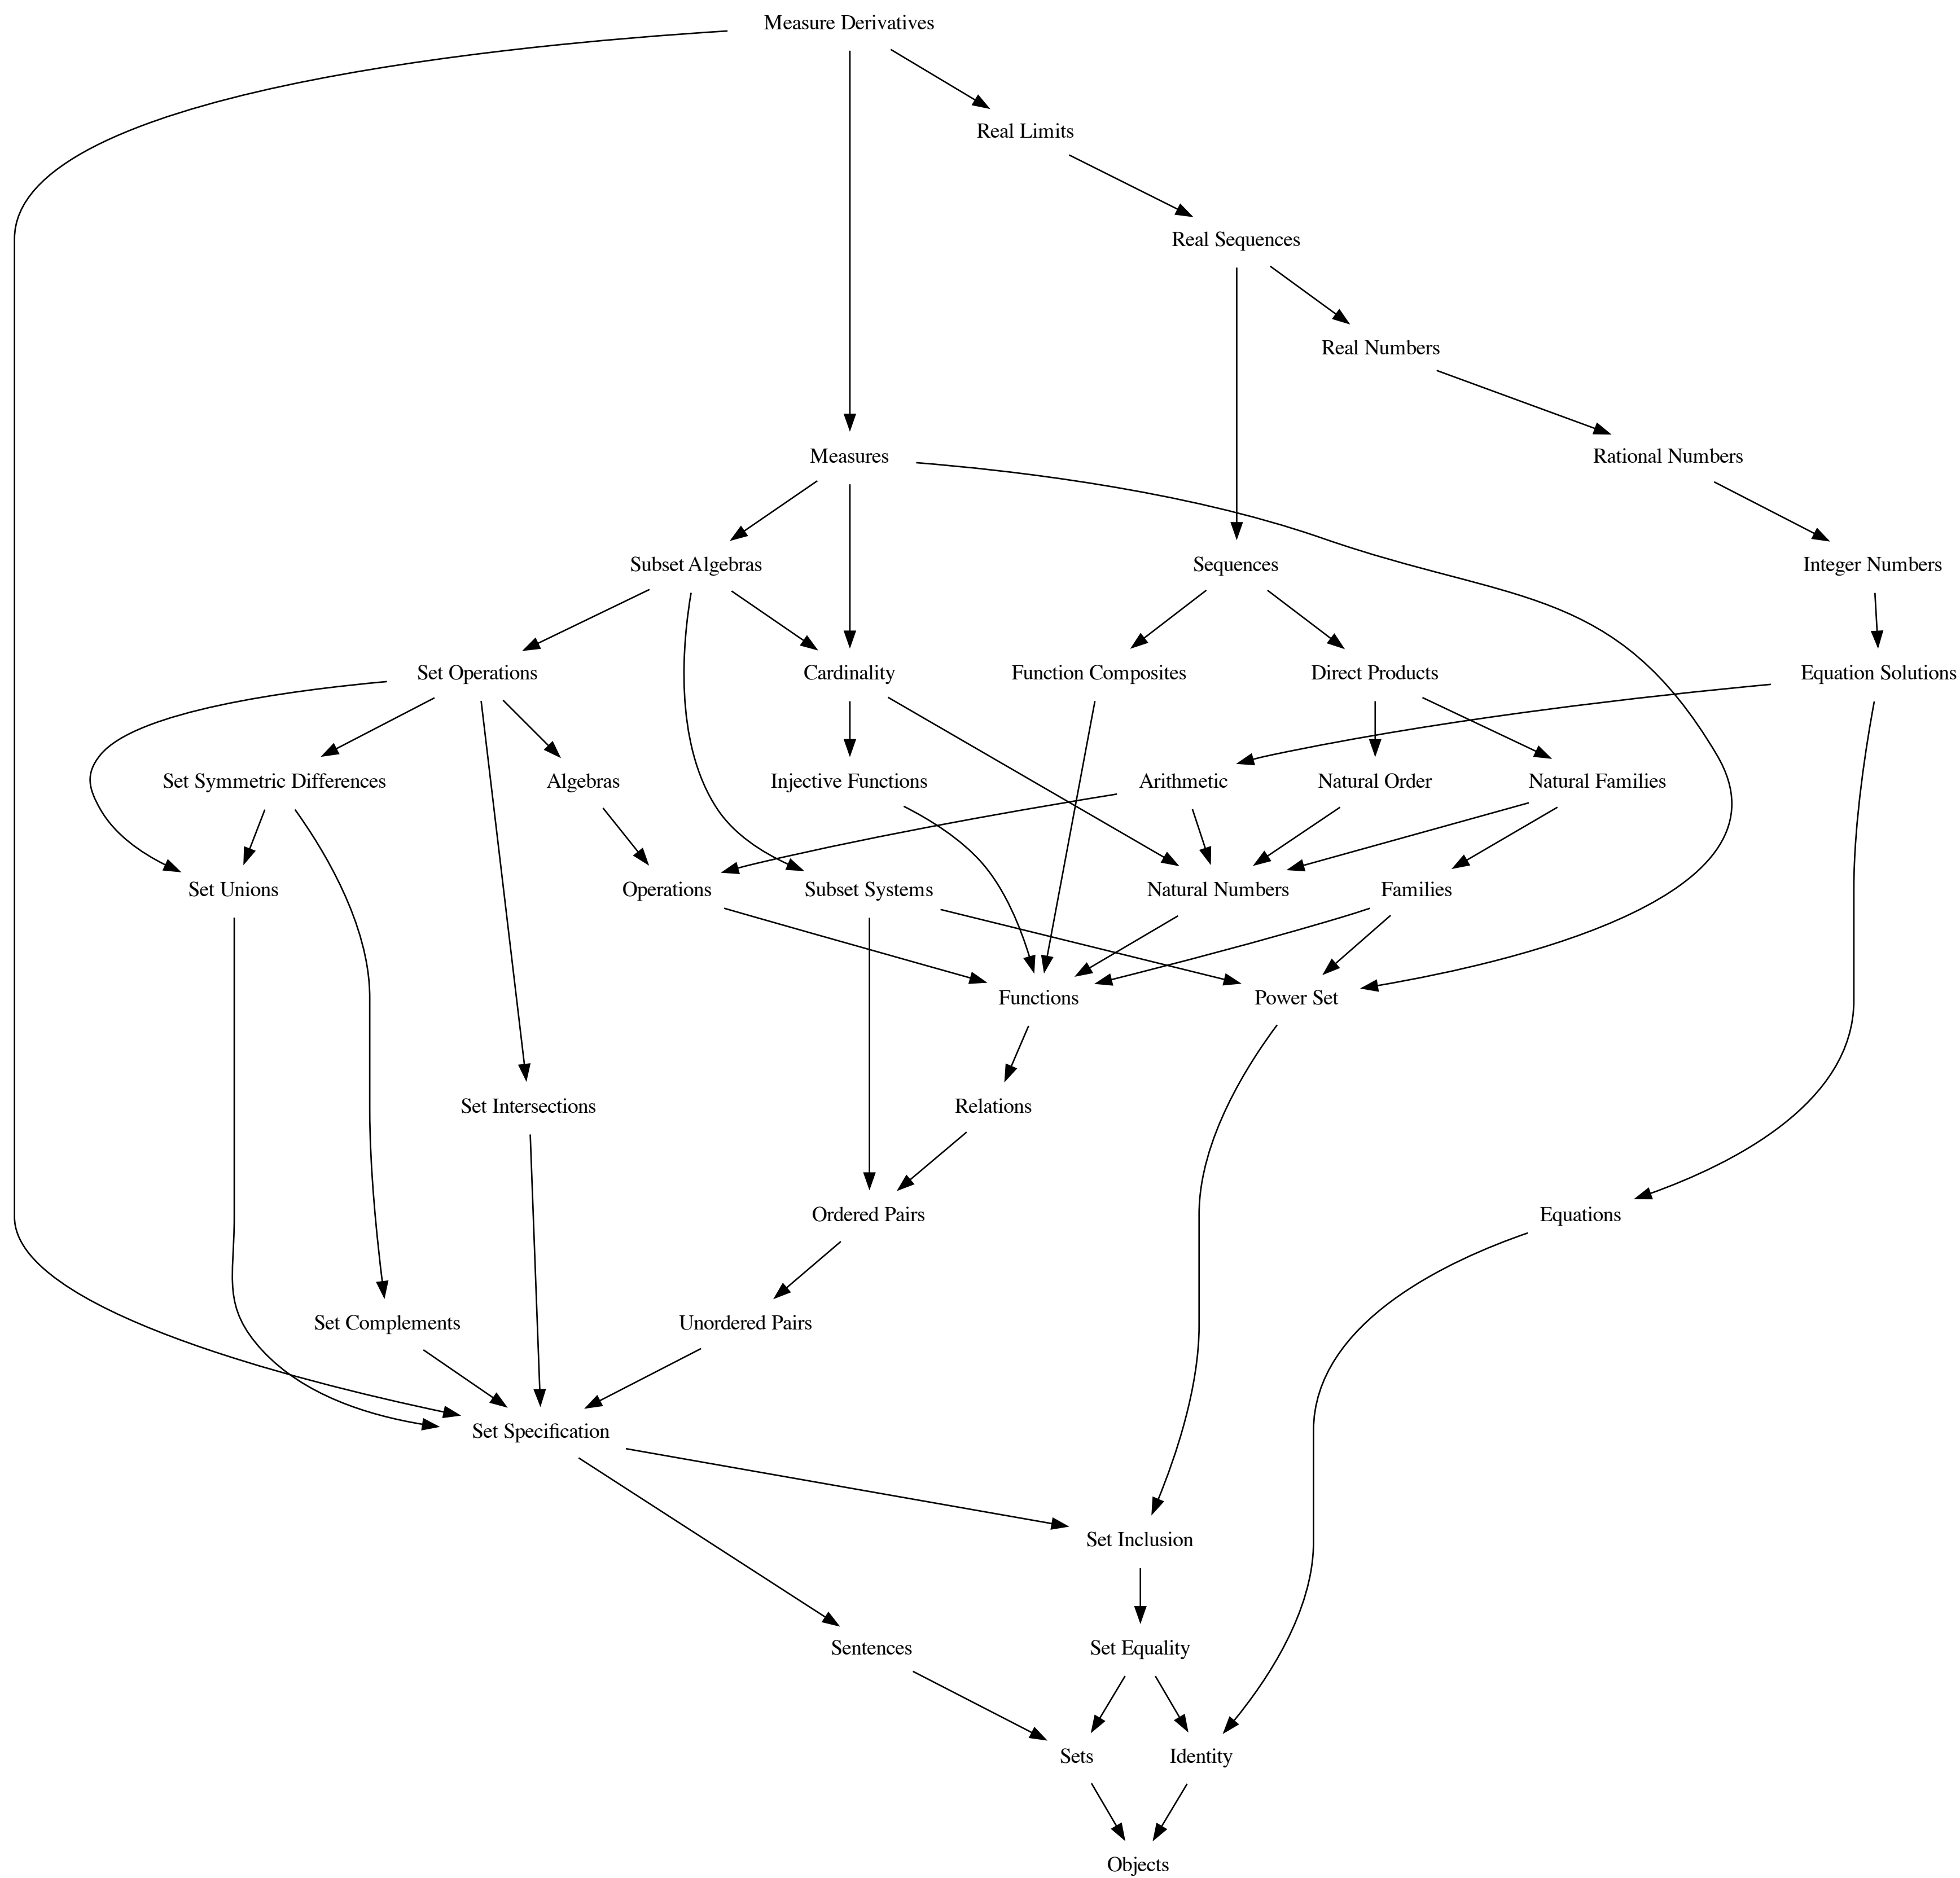 Measure Derivatives
Real Limits
Real Sequences
Real Numbers
Measures
Rational Numbers
Subset Algebras
Sequences
Integer Numbers
Set Operations
Cardinality
Function Composites
Direct Products
Equation Solutions
Set Symmetric Differences
Algebras
Injective Functions
Arithmetic
Natural Order
Natural Families
Set Unions
Operations
Subset Systems
Natural Numbers
Families
Functions
Power Set
Set Intersections
Relations
Ordered Pairs
Equations
Set Complements
Unordered Pairs
Set Specification
Set Inclusion
Sentences
Set Equality
Sets
Identity
Objects